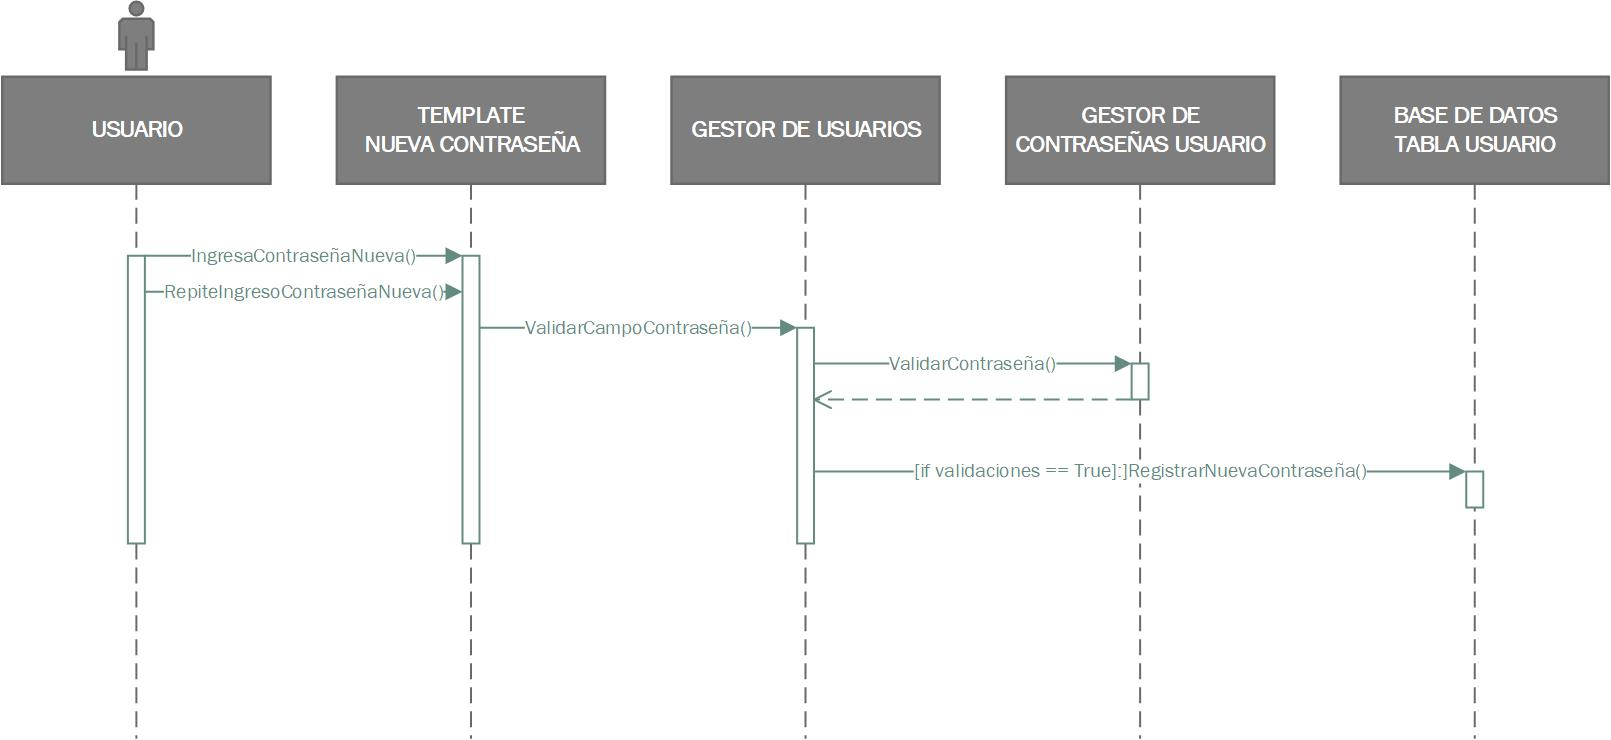 USUARIO
TEMPLATE
NUEVA CONTRASEÑA
GESTOR DE USUARIOS
GESTOR DE
CONTRASEÑAS USUARIO
BASE DE DATOS
TABLA USUARIO
IngresaContraseñaNueva()
RepiteIngresoContraseñaNueva()
ValidarCampoContraseña()
ValidarContraseña()
[if validaciones == True]:]RegistrarNuevaContraseña()